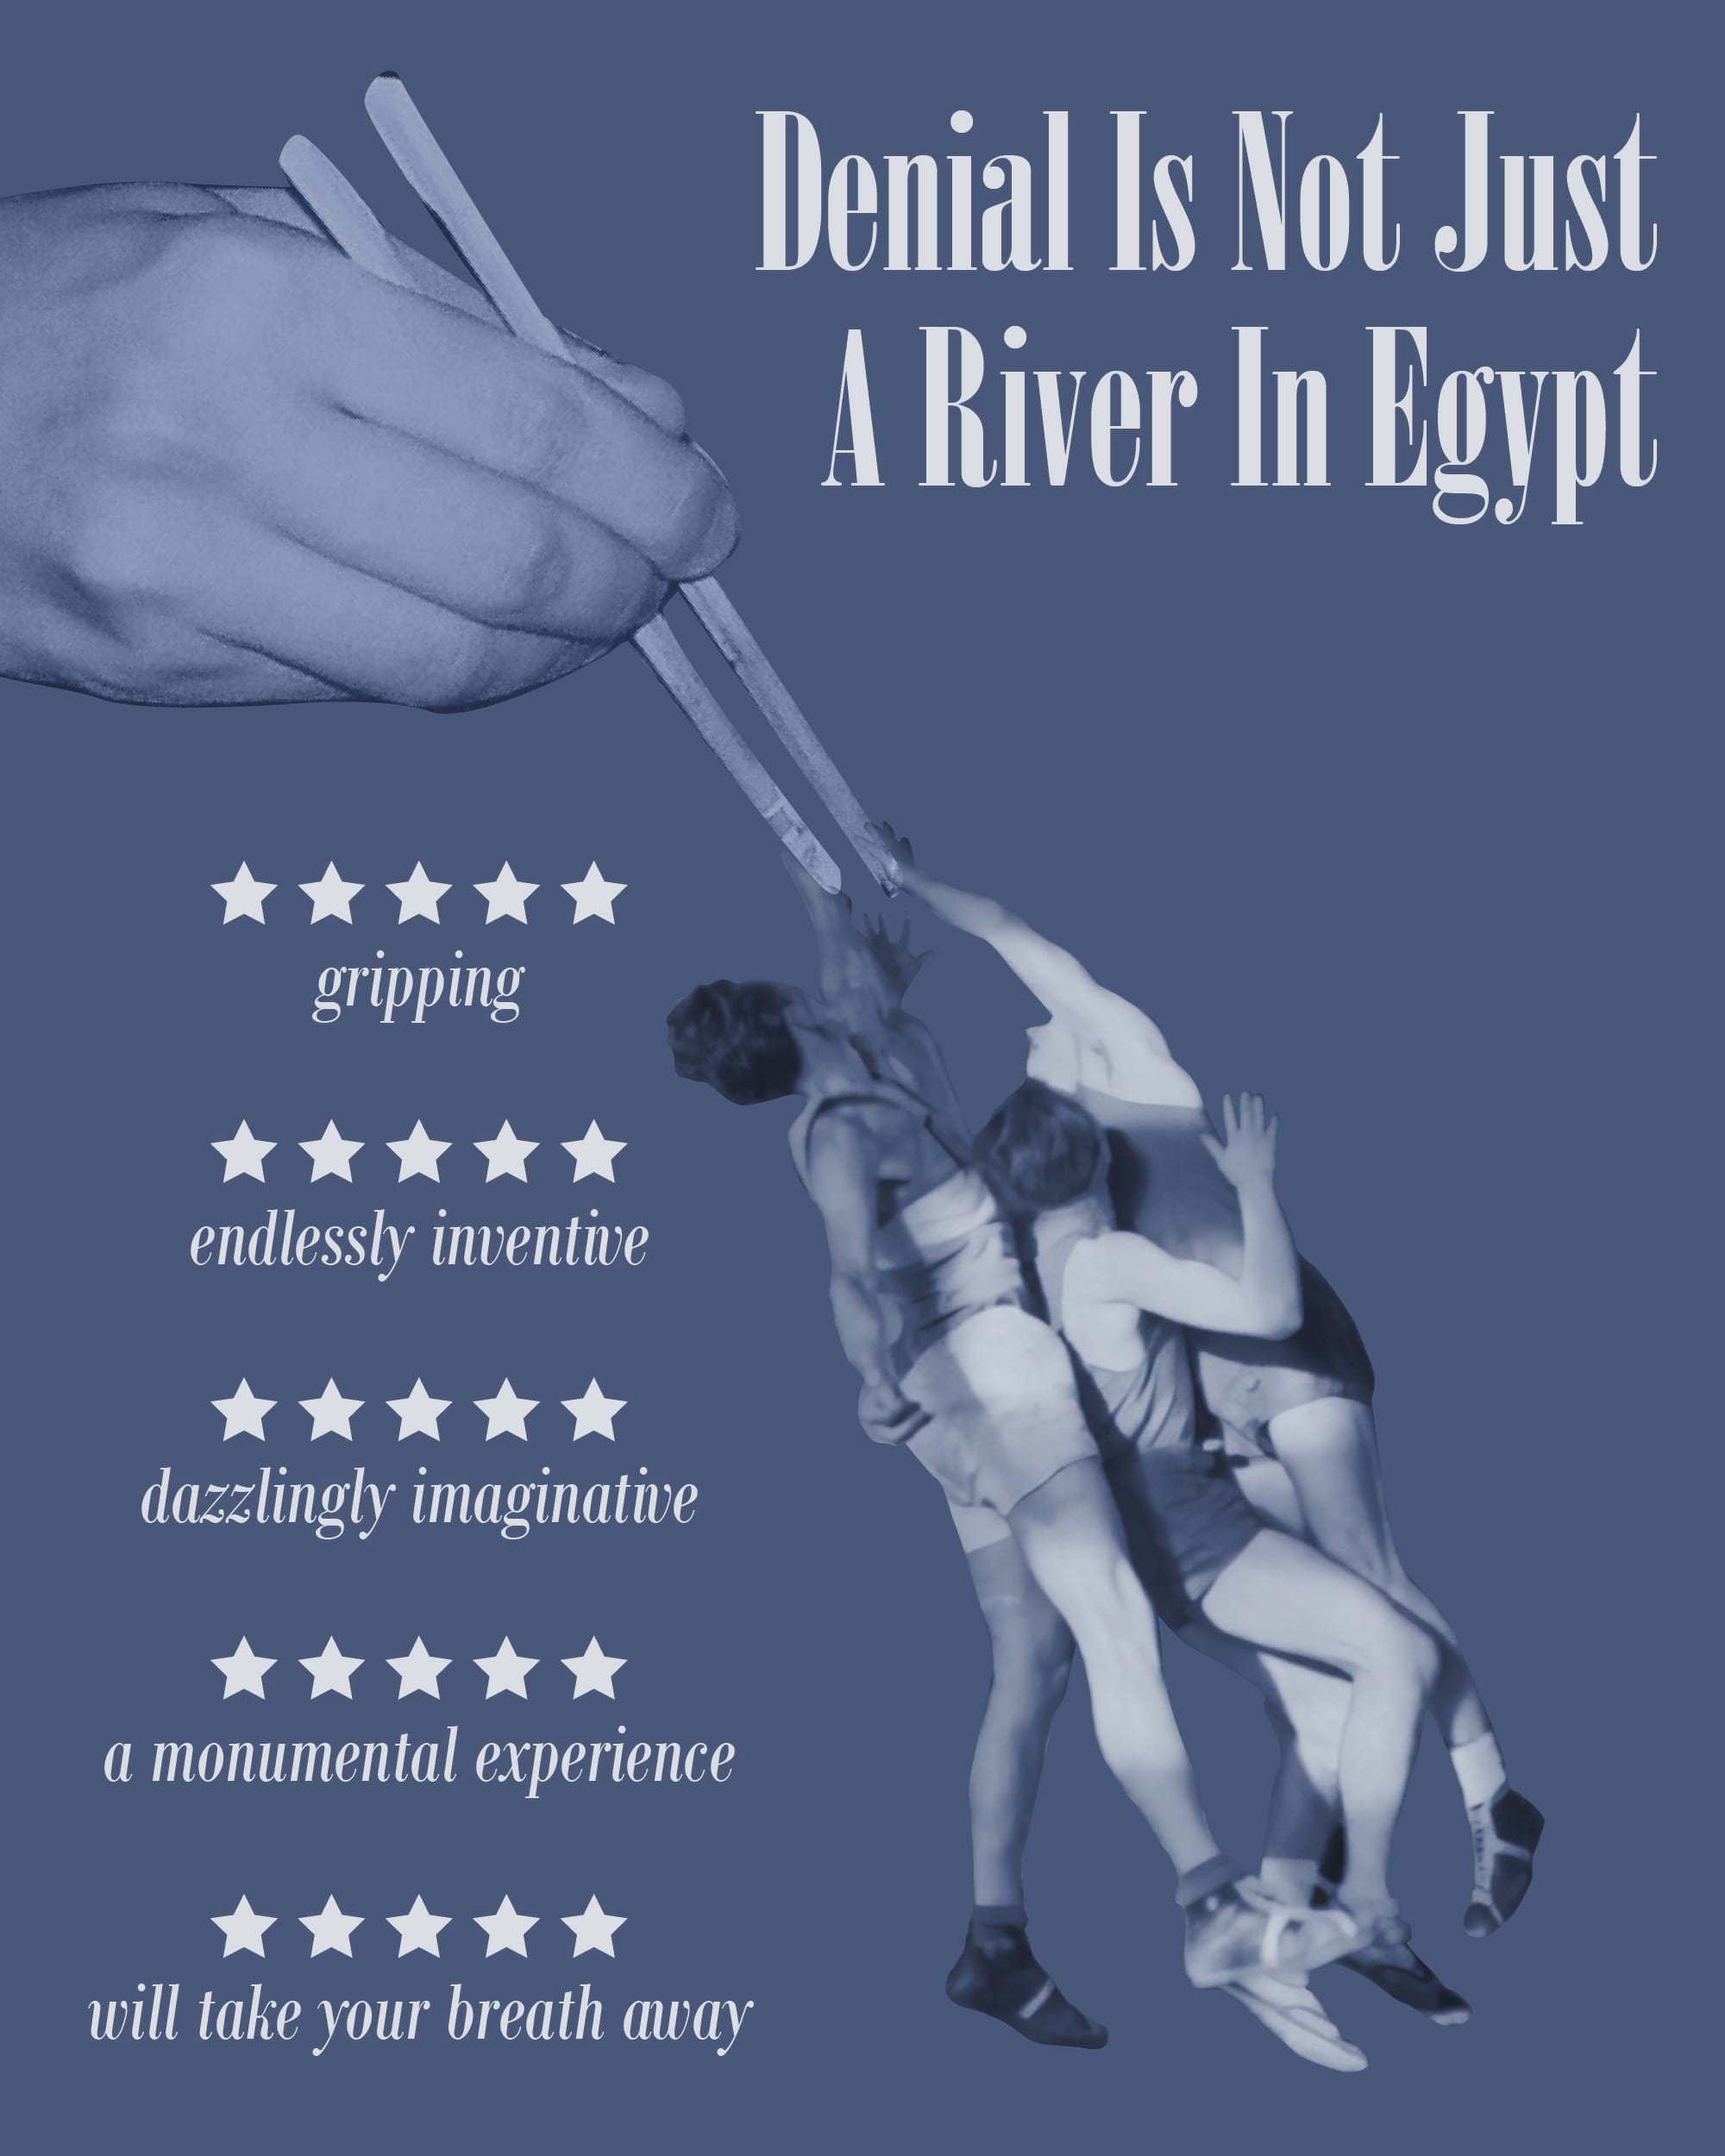 Denial Is Not Just
A River In Egypt
gripping
endlessly inventive
dazzlingly imaginative
a monumental experience
will take your breath away